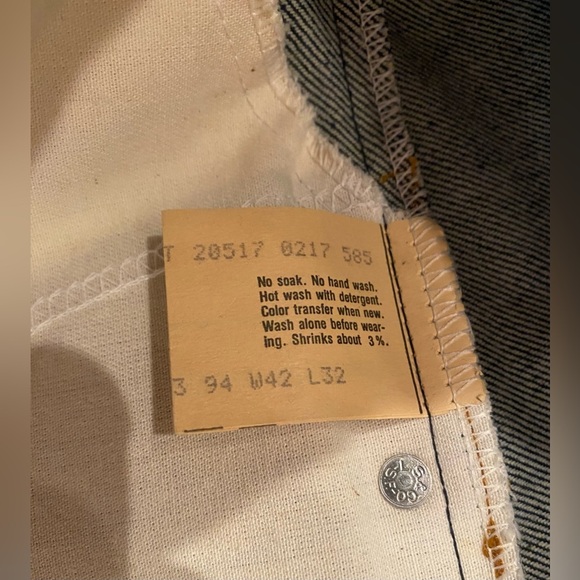 T 20517 0217 585
No soak. No hand wash.
Hot wash with detergent.
Color transfer when new.
Wash alone before wear-
ing. Shrinks about 3%.
3 94 W42 L32
L.S.&CO.-S.F.